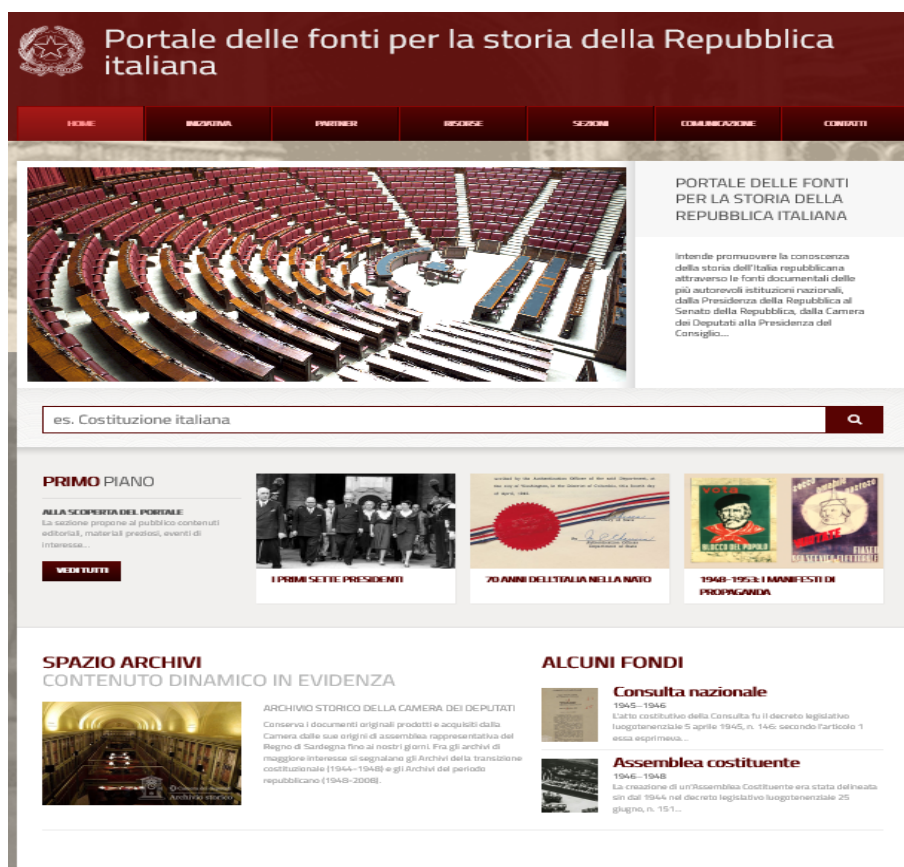 Portale delle fonti per la storia della Repubblica
italiana
HOME
INIZIATIVA
PARTNER
RISORSE
SEZIONI
COMUNICAZIONE
CONTATTI
PORTALE DELLE FONTI
PER LA STORIA DELLA
REPUBBLICA ITALIANA
Intende promuovere la conoscenza
della storia dell'Italia repubblicana
attraverso le fonti documentali delle
più autorevoli istituzioni nazionali,
dalla Presidenza della Repubblica al
Senato della Repubblica, dalla Camera
dei Deputati alla Presidenza del
Consiglio...
es. Costituzione italiana
PRIMO PIANO
ALLA SCOPERTA DEL PORTALE
La sezione propone al pubblico contenuti
editoriali, materiali preziosi, eventi di
interesse...
VEDI TUTTI
I PRIMI SETTE PRESIDENTI
70 ANNI DELL'ITALIA NELLA NATO
vota
BLOCCO DEL POPOLO
1948-1953: I MANIFESTI DI
PROPAGANDA
SPAZIO ARCHIVI
CONTENUTO DINAMICO IN EVIDENZA
ARCHIVIO STORICO DELLA CAMERA DEI DEPUTATI
Conserva i documenti originali prodotti e acquisiti dalla
Camera dalle sue origini di assemblea rappresentativa del
Regno di Sardegna fino ai nostri giorni. Fra gli archivi di
maggiore interesse si segnalano gli Archivi della transizione
costituzionale (1944-1948) e gli Archivi del periodo
repubblicano (1948-2008).
Archivio storico
ALCUNI FONDI
Consulta nazionale
1945-1946
L'atto costitutivo della Consulta fu il decreto legislativo
luogotenenziale 5 aprile 1945, n. 146: secondo l'articolo 1
essa esprimeva...
Assemblea costituente
1946-1948
La creazione di un'Assemblea Costituente era stata delineata
sin dal 1944 nel decreto legislativo luogotenenziale 25
giugno, n. 151...